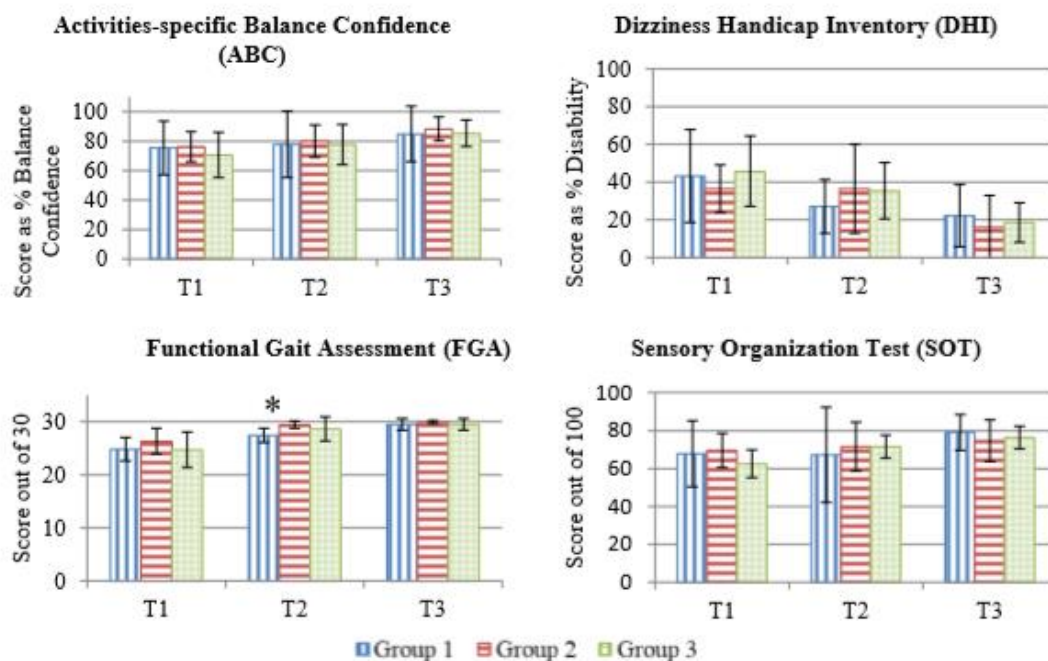 Activities-specific Balance Confidence
(ABC)
Score as % Balance
Confidence
100
80
60
40
20
0
T1 T2 T3
Dizziness Handicap Inventory (DHI)
Score as % Disability
100
80
60
40
20
0
T1 T2 T3
Functional Gait Assessment (FGA)
Score out of 30
30
20
10
0
*
T1 T2 T3
Sensory Organization Test (SOT)
Score out of 100
100
80
60
40
20
0
T1 T2 T3
Group 1 Group 2 Group 3